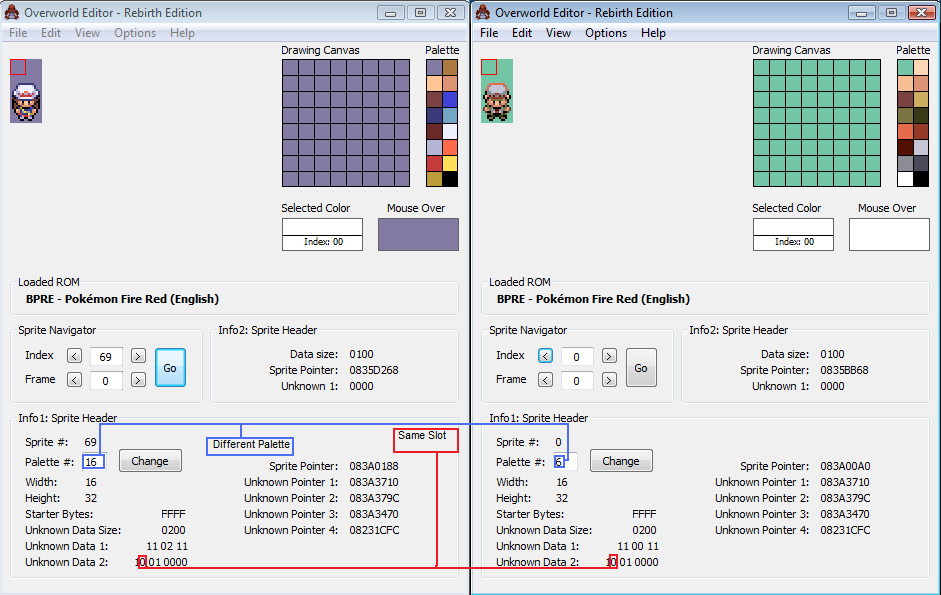 Overworld Editor - Rebirth Edition
File Edit View Options Help
Drawing Canvas
Palette
Selected Color
Mouse Over
Index: 00
Loaded ROM
BPRE - Pokémon Fire Red (English)
Sprite Navigator
Index < 69 >
Frame < 0 >
Go
Info2: Sprite Header
Data size: 0100
Sprite Pointer: 0835D268
Unknown 1: 0000
Info1: Sprite Header
Sprite #: 69
Palette #: 16
Change
Width: 16
Height: 32
Starter Bytes: FFFF
Unknown Data Size: 0200
Unknown Data 1: 11 02 11
Unknown Data 2: 10 01 0000
Different Palette
Same Slot
Sprite Pointer: 083A0188
Unknown Pointer 1: 083A3710
Unknown Pointer 2: 083A379C
Unknown Pointer 3: 083A3470
Unknown Pointer 4: 08231CFC
Overworld Editor - Rebirth Edition
File Edit View Options Help
Drawing Canvas
Palette
Selected Color
Mouse Over
Index: 00
Loaded ROM
BPRE - Pokémon Fire Red (English)
Sprite Navigator
Index < 0 >
Frame < 0 >
Go
Info2: Sprite Header
Data size: 0100
Sprite Pointer: 0835BB68
Unknown 1: 0000
Info1: Sprite Header
Sprite #: 0
Palette #: 6
Change
Width: 16
Height: 32
Starter Bytes: FFFF
Unknown Data Size: 0200
Unknown Data 1: 11 00 11
Unknown Data 2: 10 01 0000
Sprite Pointer: 083A00A0
Unknown Pointer 1: 083A3710
Unknown Pointer 2: 083A379C
Unknown Pointer 3: 083A3470
Unknown Pointer 4: 08231CFC